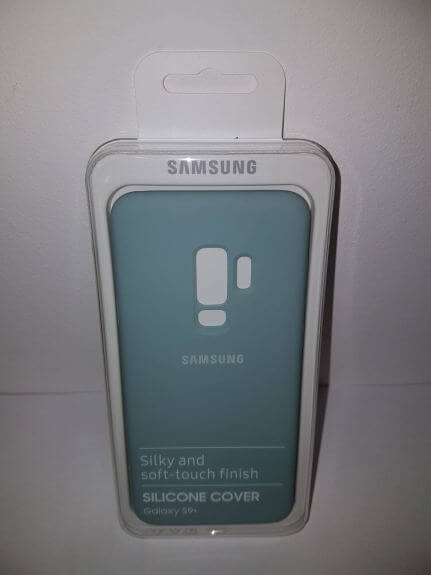 SAMSUNG
SAMSUNG
Silky and
soft-touch finish
SILICONE COVER
Galaxy S9+